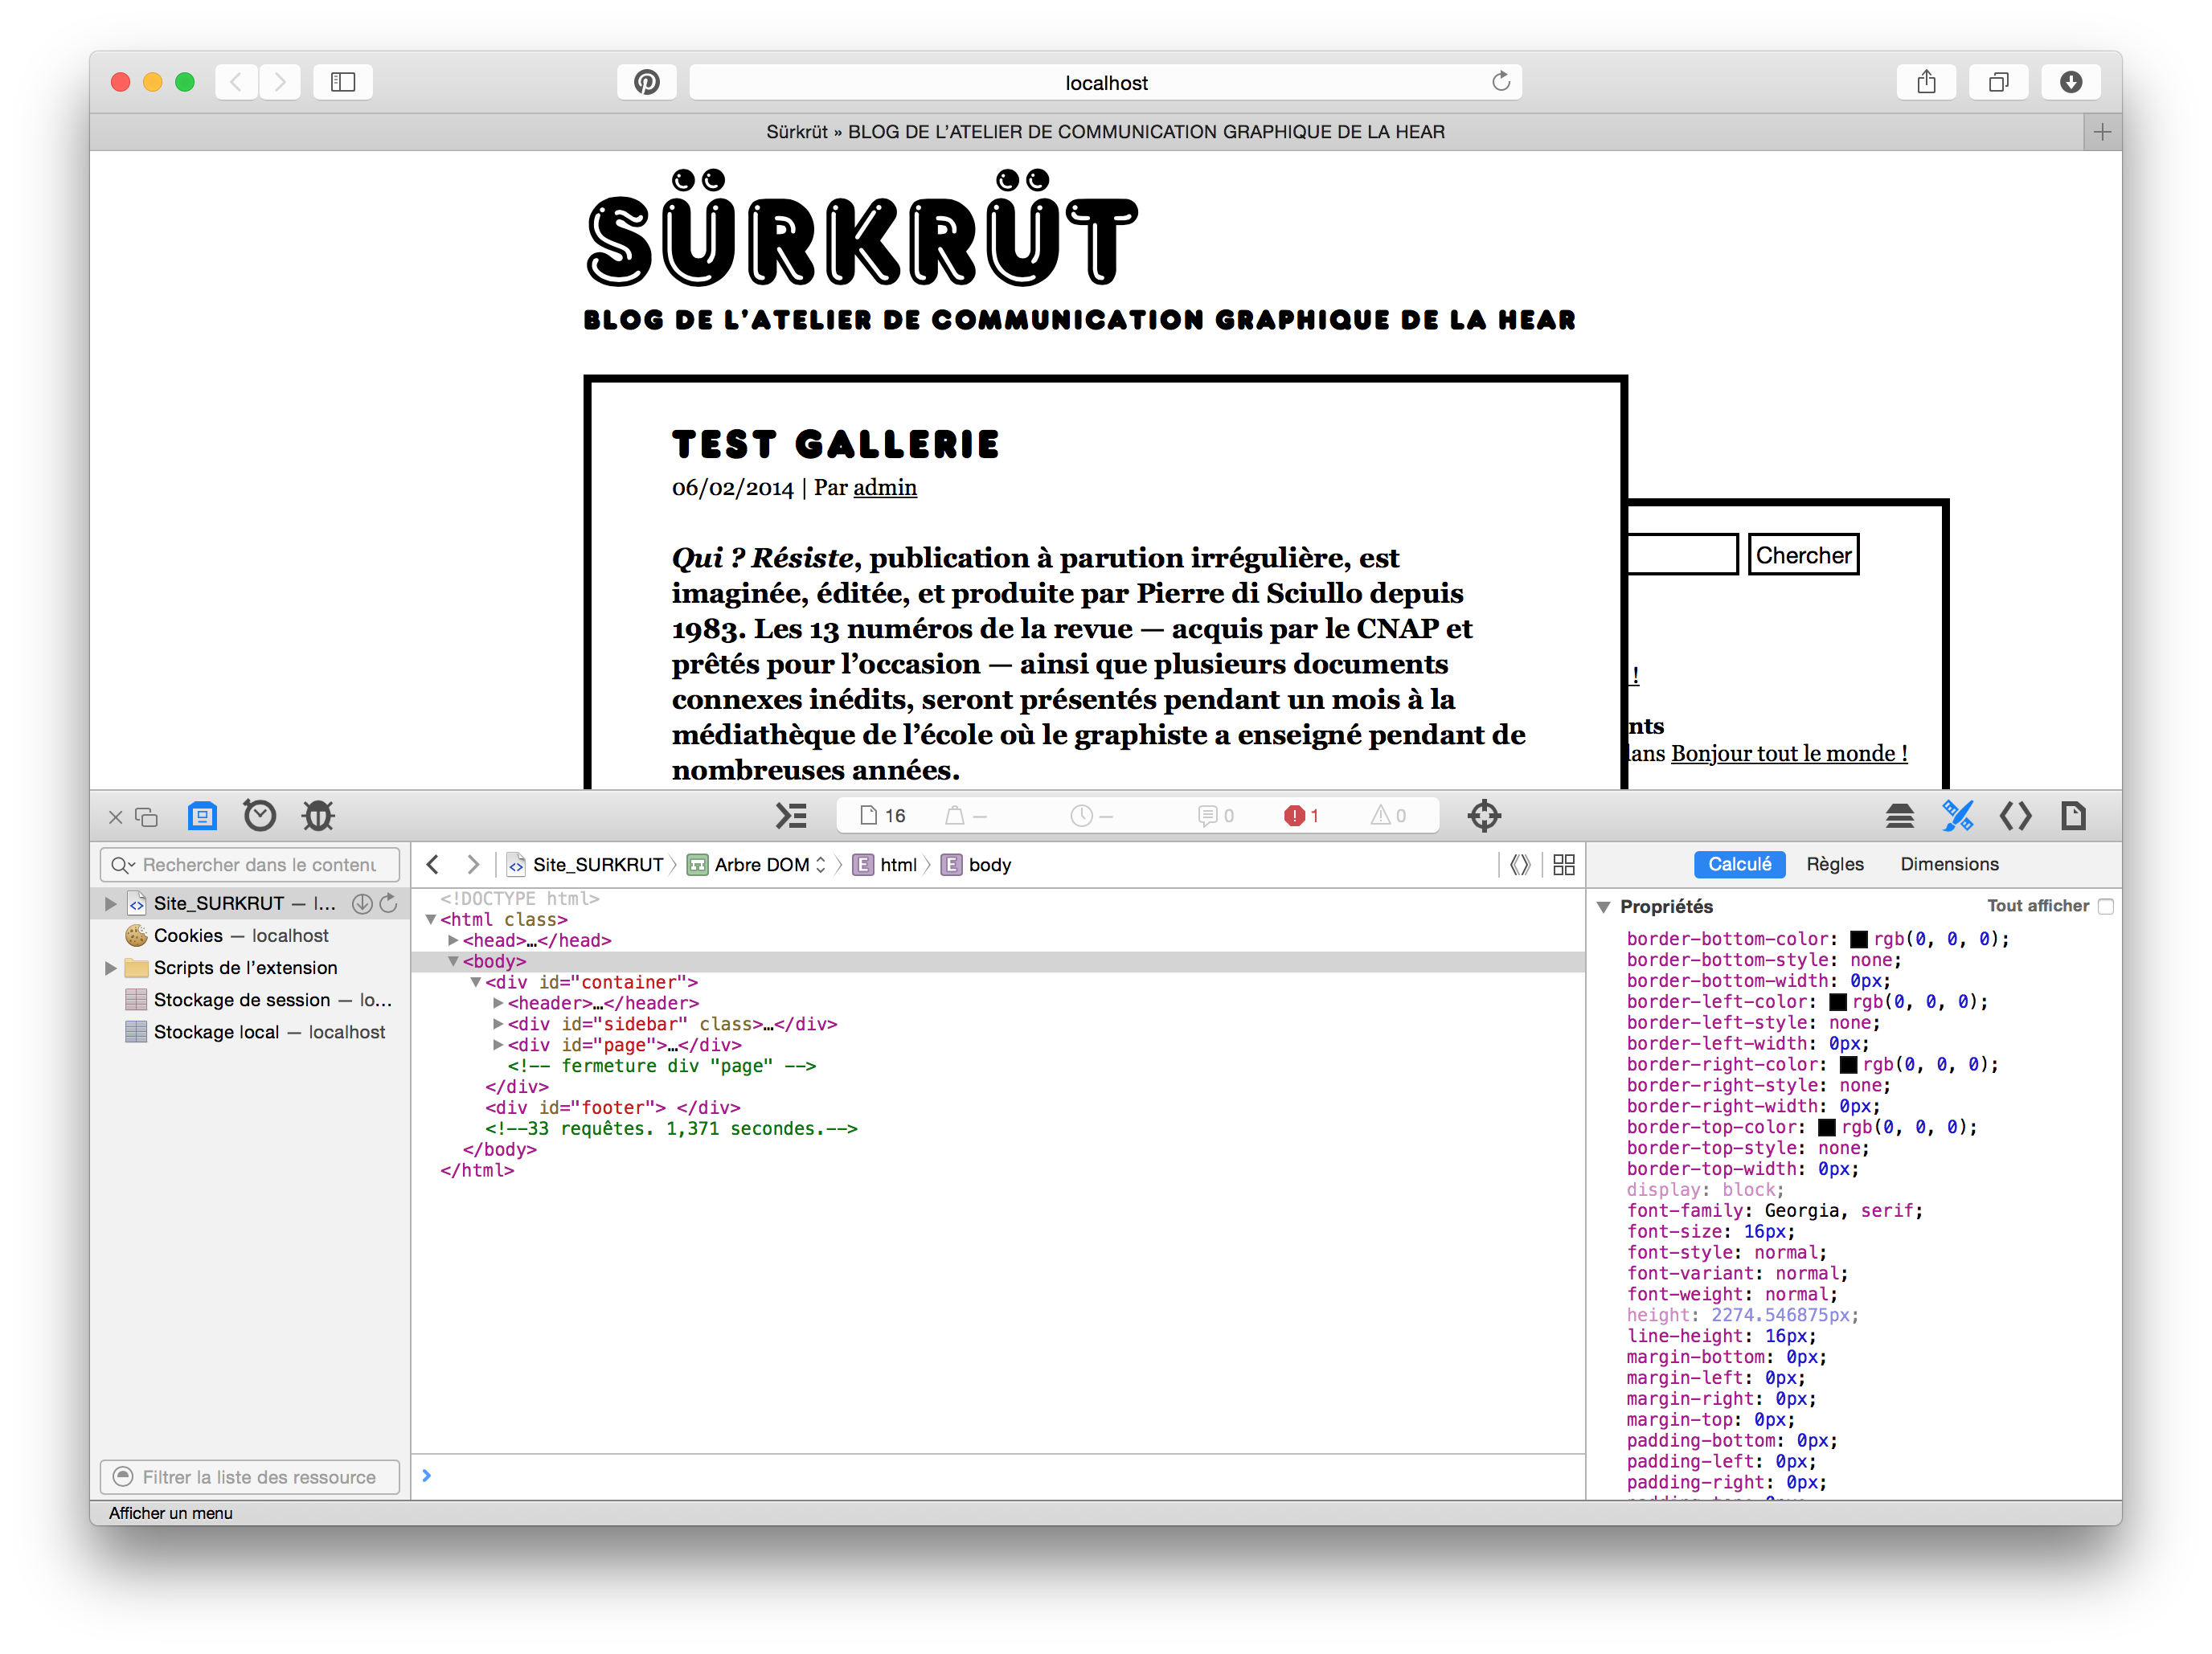 localhost
Sürkrüt » BLOG DE L’ATELIER DE COMMUNICATION GRAPHIQUE DE LA HEAR
SÜRKRÜT
BLOG DE L’ATELIER DE COMMUNICATION GRAPHIQUE DE LA HEAR
TEST GALLERIE
06/02/2014 | Par admin
Qui ? Résiste, publication à parution irrégulière, est
imaginée, éditée, et produite par Pierre di Sciullo depuis
1983. Les 13 numéros de la revue — acquis par le CNAP et
prêtés pour l’occasion — ainsi que plusieurs documents
connexes inédits, seront présentés pendant un mois à la
médiathèque de l’école où le graphiste a enseigné pendant de
nombreuses années.
Chercher
!
nts
ans Bonjour tout le monde !
16 — — 0 1 0
Rechercher dans le contenu
Site_SURKRUT — l...
Cookies — localhost
Scripts de l’extension
Stockage de session — lo...
Stockage local — localhost
Filtrer la liste des ressource
Site_SURKRUT Arbre DOM E html E body
<!DOCTYPE html>
<html class>
<head>…</head>
<body>
<div id="container">
<header>…</header>
<div id="sidebar" class>…</div>
<div id="page">…</div>
<!-- fermeture div "page" -->
</div>
<div id="footer"> </div>
<!--33 requêtes. 1,371 secondes.-->
</body>
</html>
Calculé Règles Dimensions
Propriétés Tout afficher
border-bottom-color: rgb(0, 0, 0);
border-bottom-style: none;
border-bottom-width: 0px;
border-left-color: rgb(0, 0, 0);
border-left-style: none;
border-left-width: 0px;
border-right-color: rgb(0, 0, 0);
border-right-style: none;
border-right-width: 0px;
border-top-color: rgb(0, 0, 0);
border-top-style: none;
border-top-width: 0px;
display: block;
font-family: Georgia, serif;
font-size: 16px;
font-style: normal;
font-variant: normal;
font-weight: normal;
height: 2274.546875px;
line-height: 16px;
margin-bottom: 0px;
margin-left: 0px;
margin-right: 0px;
margin-top: 0px;
padding-bottom: 0px;
padding-left: 0px;
padding-right: 0px;
Afficher un menu